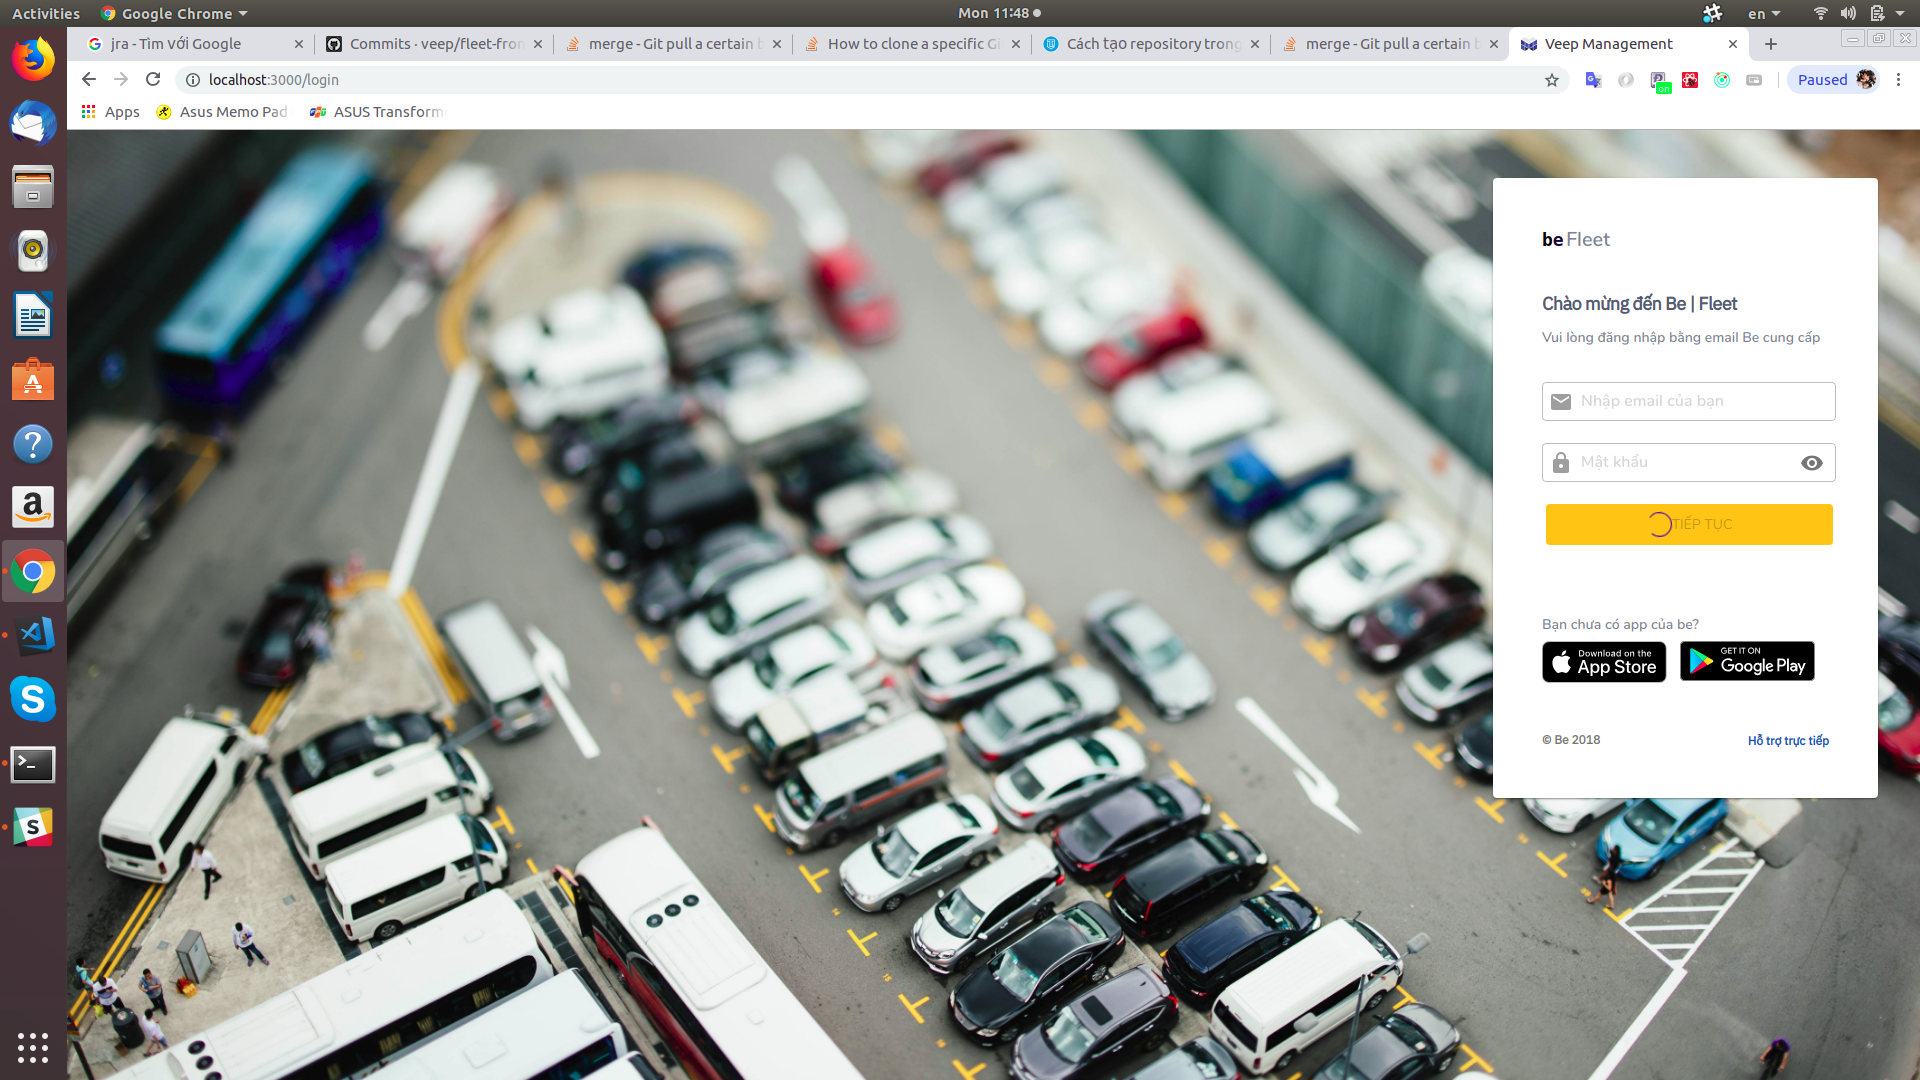 Activities
Google Chrome
Mon 11:48
en
jra - Tìm với Google
Commits · veep/fleet-fron
merge - Git pull a certain b
How to clone a specific Gi
Cách tạo repository trong
merge - Git pull a certain b
Veep Management
localhost:3000/login
on
Paused
Apps
Asus Memo Pad
ASUS Transform
be Fleet
Chào mừng đến Be | Fleet
Vui lòng đăng nhập bằng email Be cung cấp
Nhập email của bạn
Mật khẩu
TIẾP TỤC
Bạn chưa có app của be?
Download on the
App Store
GET IT ON
Google Play
© Be 2018
Hỗ trợ trực tiếp